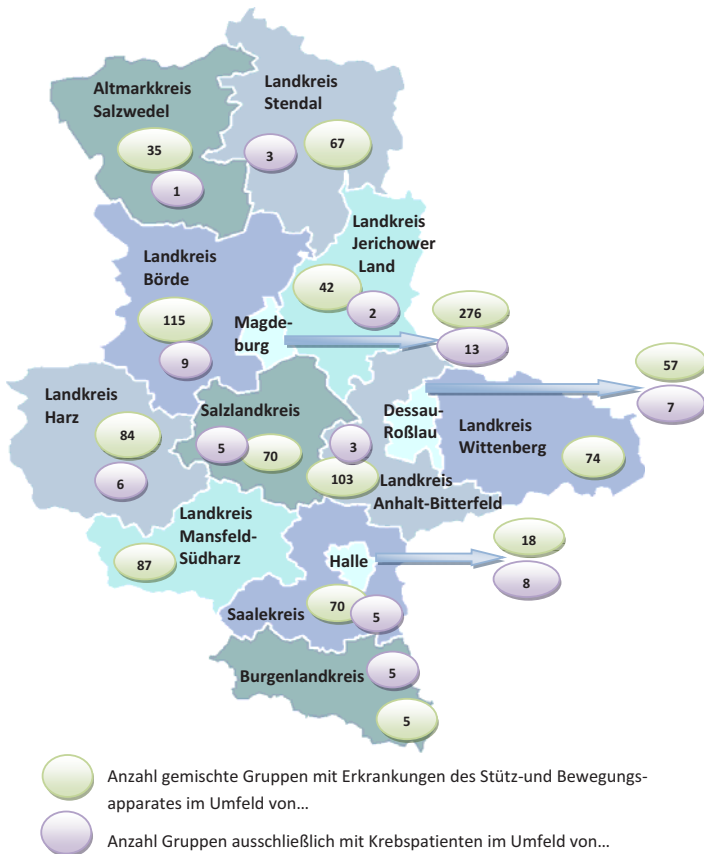 Altmarkkreis
Salzwedel
35
1
Landkreis
Stendal
3
67
Landkreis
Jerichower
Land
42
2
Landkreis
Börde
115
9
Magde-
burg
276
13
57
7
Landkreis
Harz
84
6
Salzlandkreis
5
70
Dessau-
Roßlau
3
103
Landkreis
Anhalt-Bitterfeld
Landkreis
Wittenberg
74
Landkreis
Mansfeld-
Südharz
87
Halle
18
8
Saalekreis
70
5
Burgenlandkreis
5
5
Anzahl gemischte Gruppen mit Erkrankungen des Stütz-und Bewegungs-
apparates im Umfeld von...
Anzahl Gruppen ausschließlich mit Krebspatienten im Umfeld von...